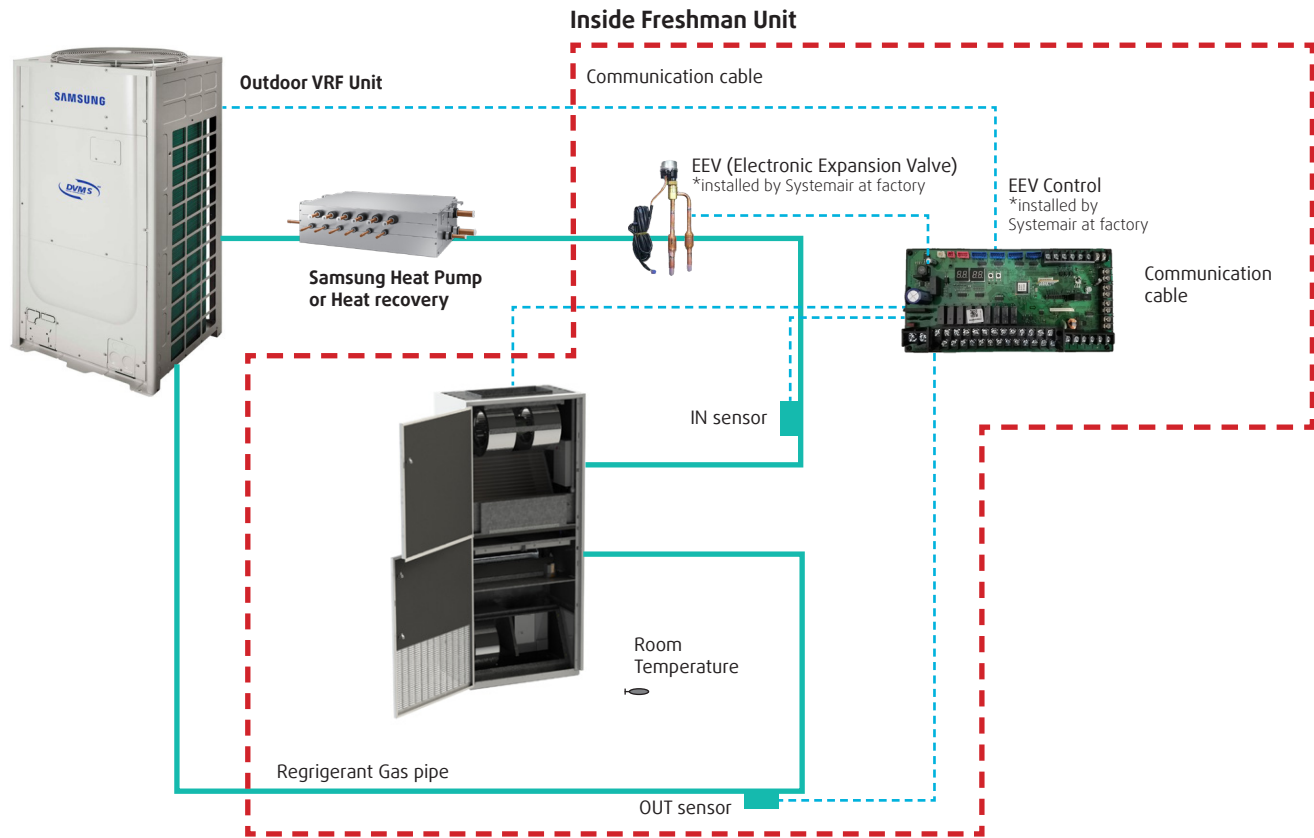 Inside Freshman Unit
Communication cable
Outdoor VRF Unit
SAMSUNG
DVM S
EEV (Electronic Expansion Valve)
*installed by Systemair at factory
EEV Control
*installed by
Systemair at factory
Communication
cable
Samsung Heat Pump
or Heat recovery
IN sensor
Room
Temperature
Regrigerant Gas pipe
OUT sensor